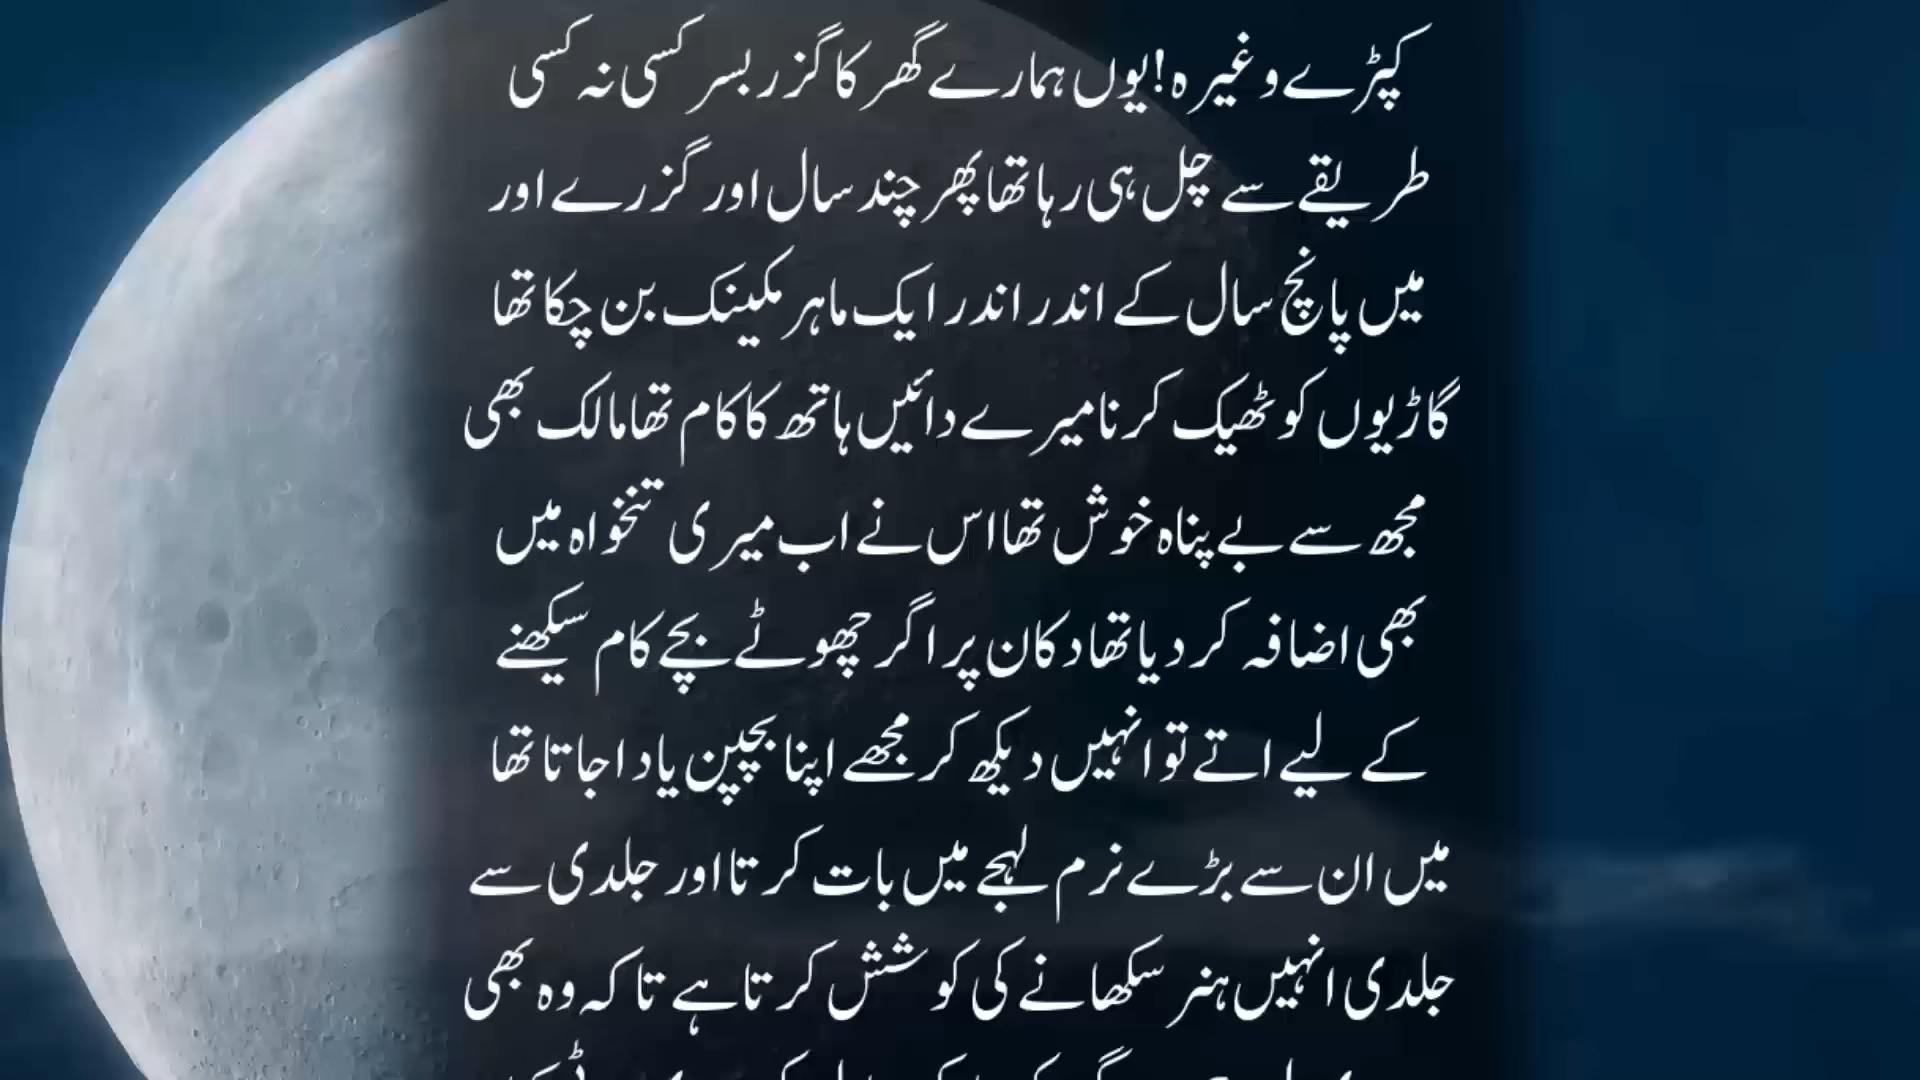 کپڑے وغیرہ!یوں ہمارے گھر کا گزر بسر کسی نہ کسی
طریقے سے چل ہی رہا تھا پھر چند سال اور گزرے اور
میں پانچ سال کے اندر اندر ایک ماہر مکینک بن چکا تھا
گاڑیوں کو ٹھیک کرنا میرے دائیں ہاتھ کا کام تھا مالک بھی
مجھ سے بے پناہ خوش تھا اس نے اب میری تنخواہ میں
بھی اضافہ کر دیا تھا دکان پر اگر چھوٹے بچے کام سیکھنے
کے لیے اتے تو انہیں دیکھ کر مجھے اپنا بچپن یاد اجاتا تھا
میں ان سے بڑے نرم لہجے میں بات کرتا اور جلدی سے
جلدی انہیں ہنر سکھانے کی کوشش کرتا ہے تاکہ وہ بھی